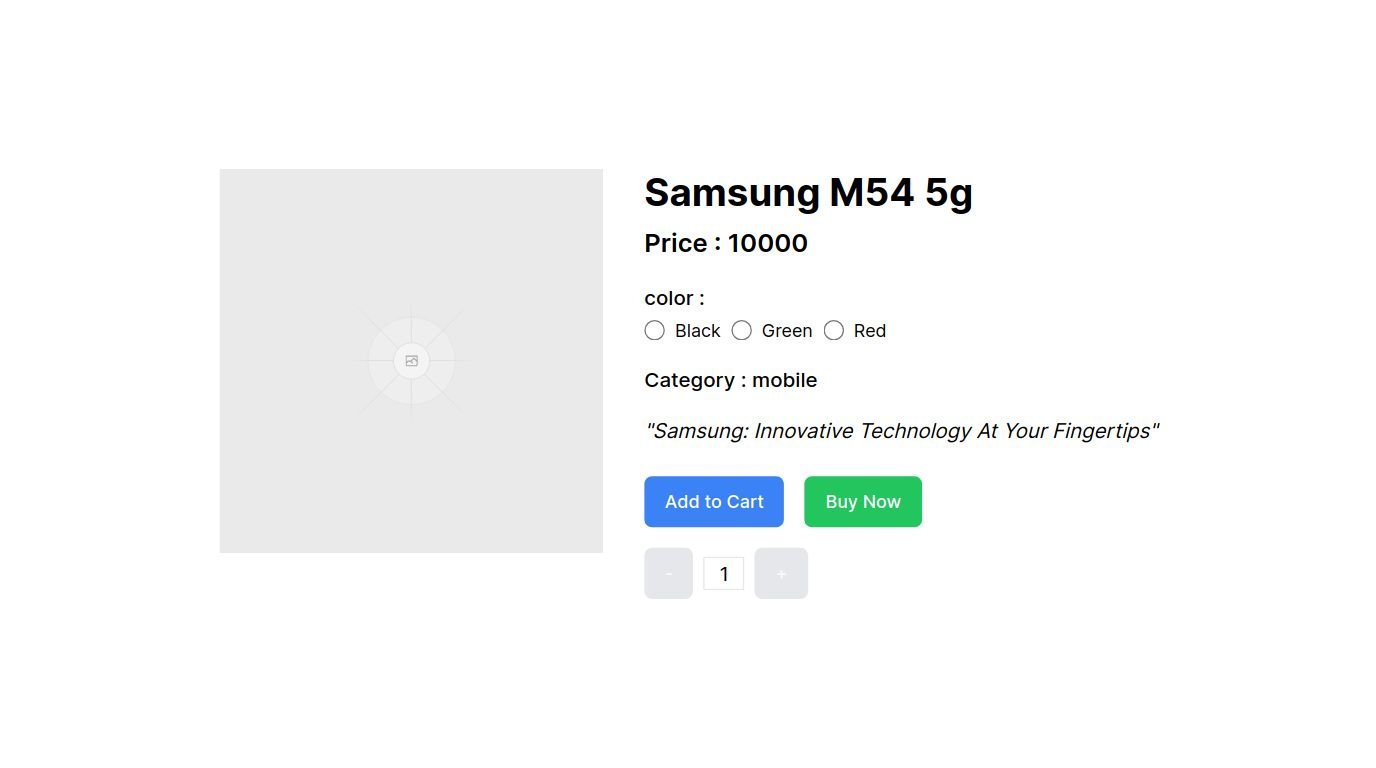 Samsung M54 5g
Price : 10000
color :
Black Green Red
Category : mobile
"Samsung: Innovative Technology At Your Fingertips"
Add to Cart Buy Now
- 1 +